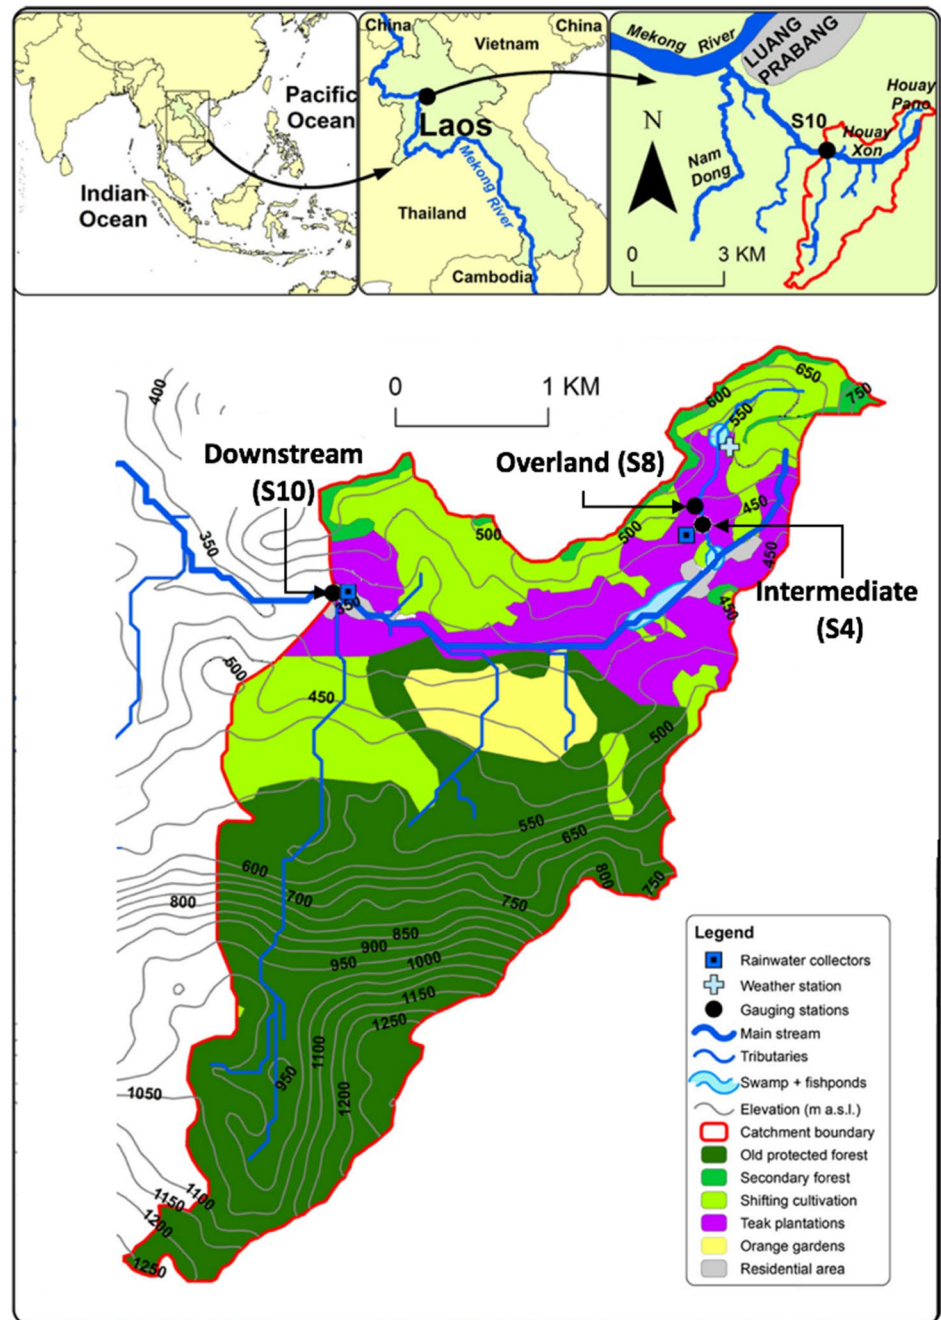 Pacific
Ocean
Indian
Ocean
China
Vietnam
China
Laos
Mekong River
Thailand
Cambodia
Mekong River
LUANG
PRABANG
Houay
Pano
S10
Houay
Xon
N
Nam
Dong
0
3 KM
0
1 KM
400
650
600
750
550
Downstream
(S10)
Overland (S8)
450
500
500
350
450
Intermediate
(S4)
350
450
500
450
500
550
650
600
800
750
800
700
750
850
900
950
1000
1150
1250
1100
950
1050
1200
1100
1150
1200
1250
Legend
Rainwater collectors
Weather station
Gauging stations
Main stream
Tributaries
Swamp + fishponds
Elevation (m a.s.l.)
Catchment boundary
Old protected forest
Secondary forest
Shifting cultivation
Teak plantations
Orange gardens
Residential area